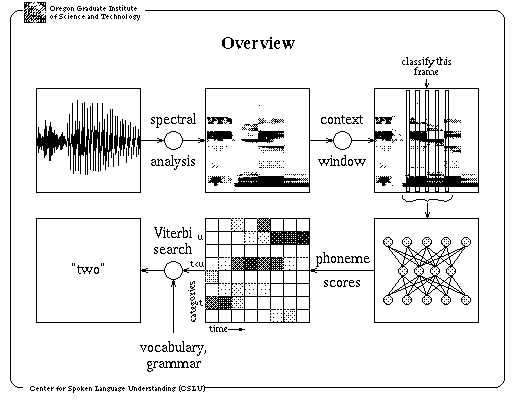 Oregon Graduate Institute
of Science and Technology
Overview
classify this
frame
spectral
analysis
context
window
"two"
Viterbi
search
u
t<u
categories
wt
time
phoneme
scores
vocabulary,
grammar
Center for Spoken Language Understanding (CSLU)